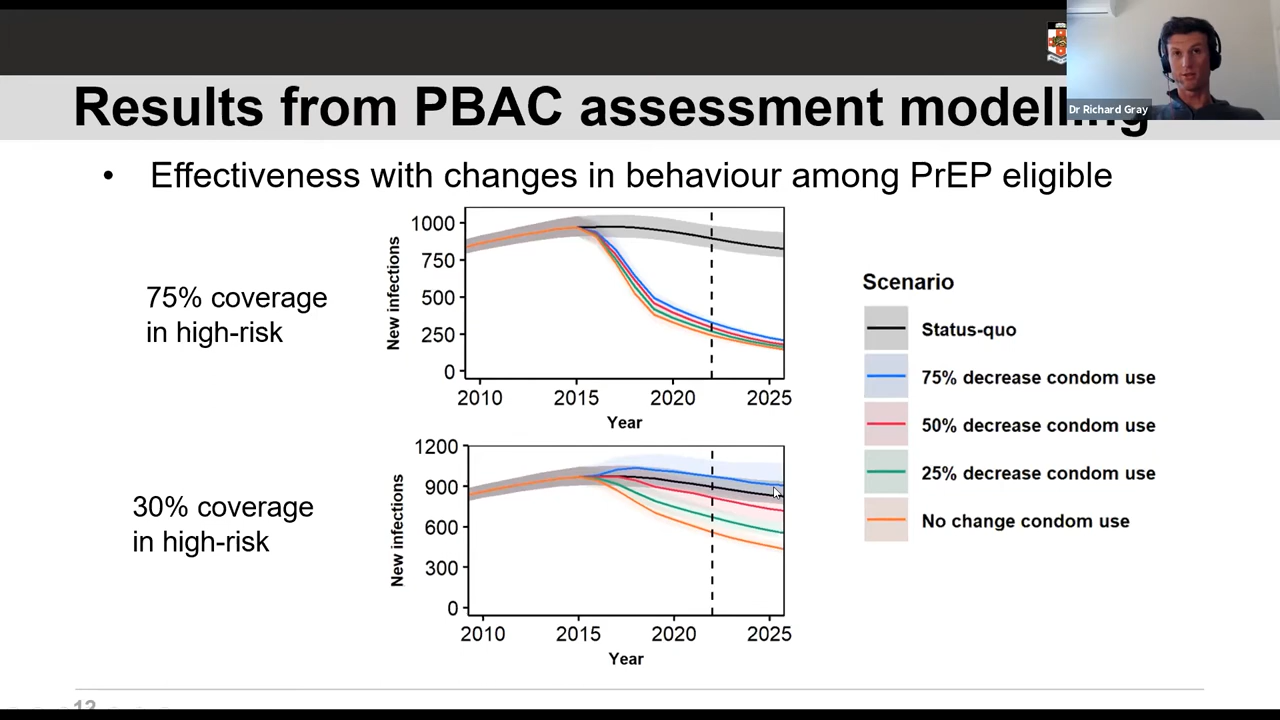 Results from PBAC assessment modelling
Dr Richard Gray
• Effectiveness with changes in behaviour among PrEP eligible
75% coverage
in high-risk
New infections
1000
750
500
250
0
2010 2015 2020 2025
Year
30% coverage
in high-risk
New infections
1200
900
600
300
0
2010 2015 2020 2025
Year
Scenario
Status-quo
75% decrease condom use
50% decrease condom use
25% decrease condom use
No change condom use
12